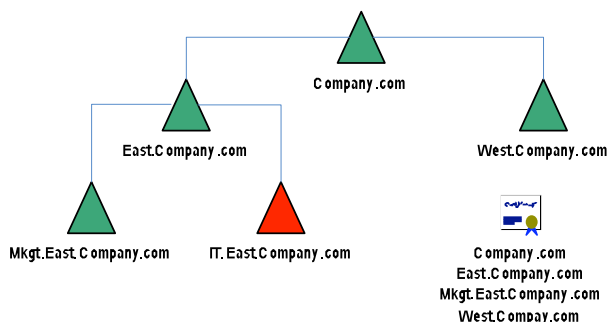 Company.com
East.Company.com
West.Company.com
Mkgt.East.Company.com
IT.East.Company.com
Company.com
East.Company.com
Mkgt.East.Company.com
West.Compay.com